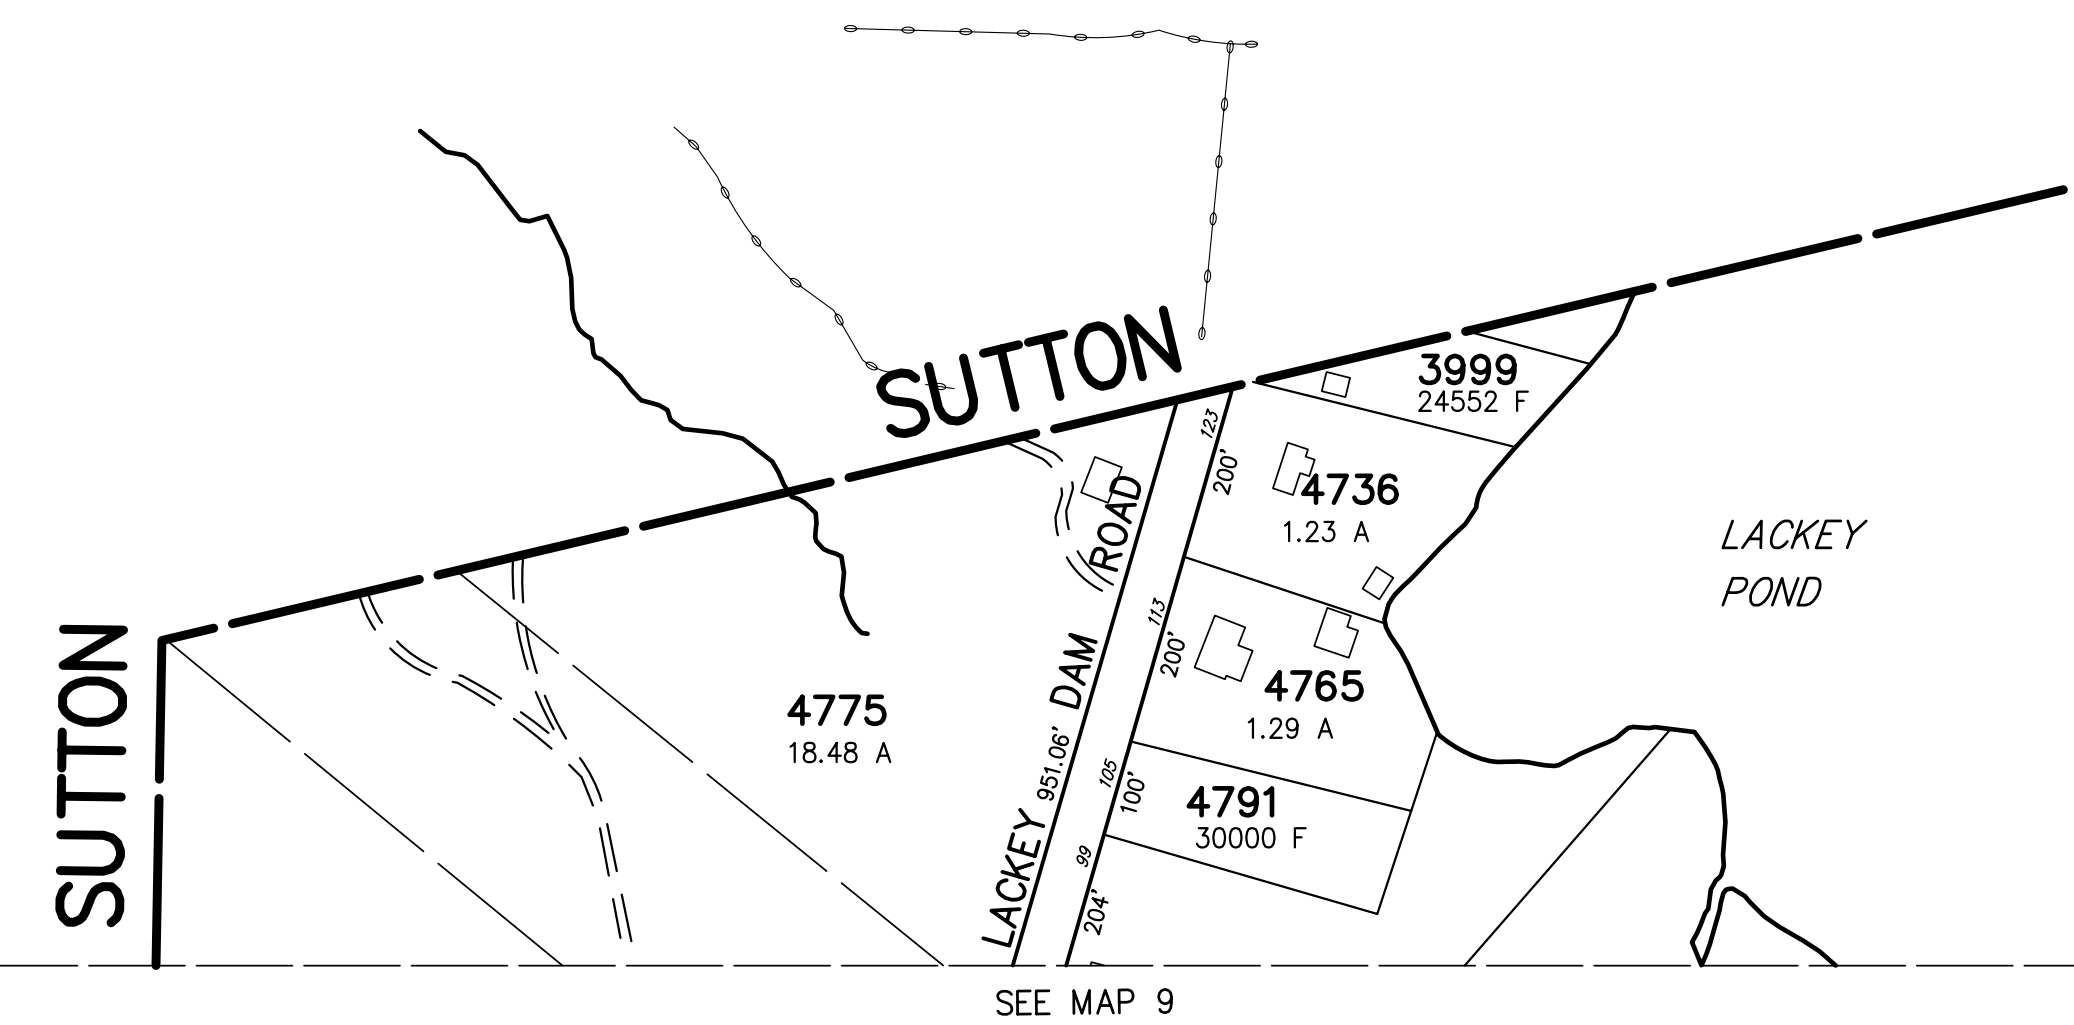 SUTTON
3999
24552 F
123
200'
4736
1.23 A
LACKEY
POND
SUTTON
113
200'
4765
1.29 A
4775
18.48 A
LACKEY 951.06' DAM ROAD
105
100'
4791
30000 F
99
204'
SEE MAP 9